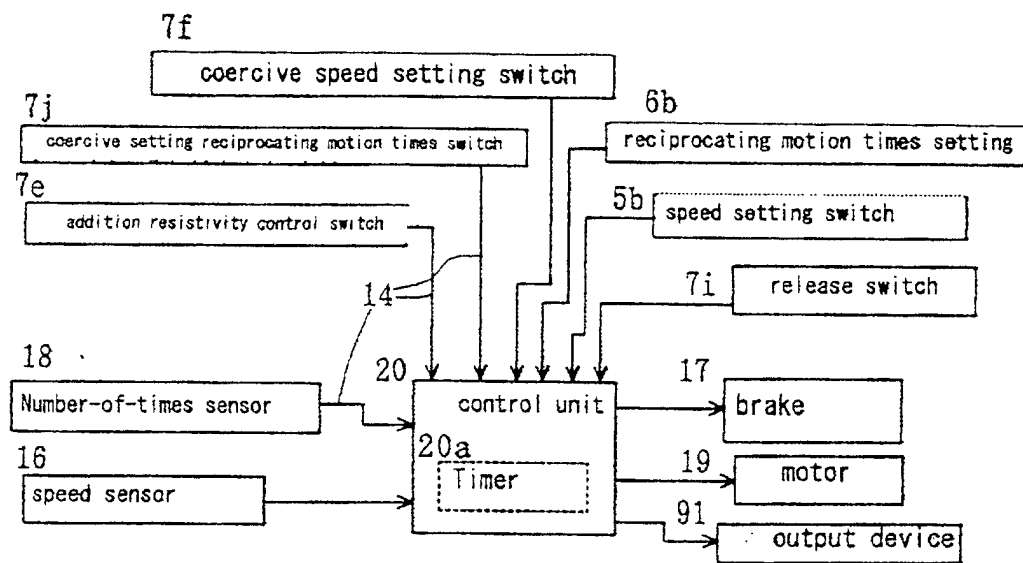 7f
coercive speed setting switch
7j
coercive setting reciprocating motion times switch
6b
reciprocating motion times setting
7e
addition resistivity control switch
5b
speed setting switch
14
7i
release switch
18
Number-of-times sensor
20
control unit
17
brake
16
speed sensor
20a
Timer
19
motor
91
output device